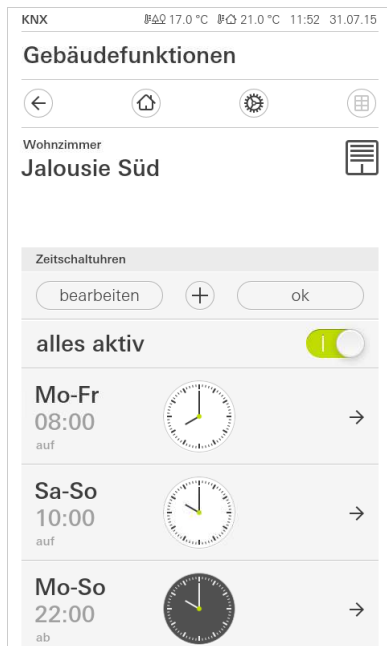 KNX 17.0 °C 21.0 °C 11:52 31.07.15
Gebäudefunktionen
Wohnzimmer
Jalousie Süd
Zeitschaltuhren
bearbeiten + ok
alles aktiv
Mo-Fr
08:00
auf
Sa-So
10:00
auf
Mo-So
22:00
ab